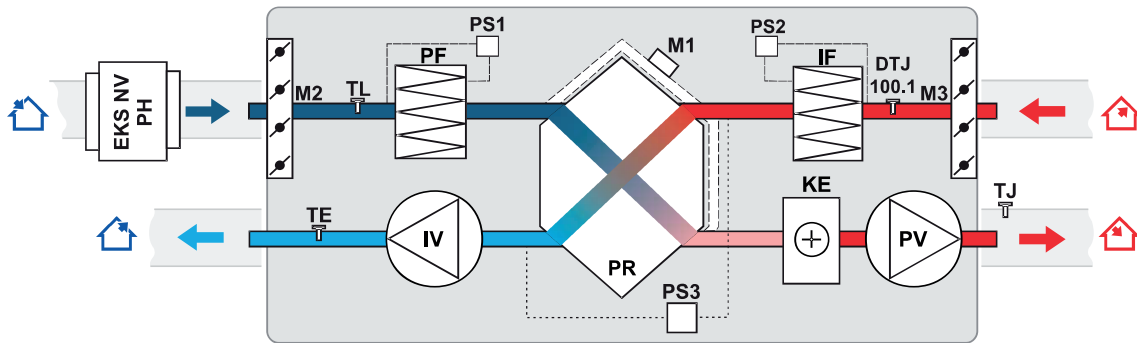 EKS NV
PH
M2
TL
PF
PS1
M1
PS2
IF
DTJ
100.1
M3
TE
IV
PR
PS3
KE
PV
TJ